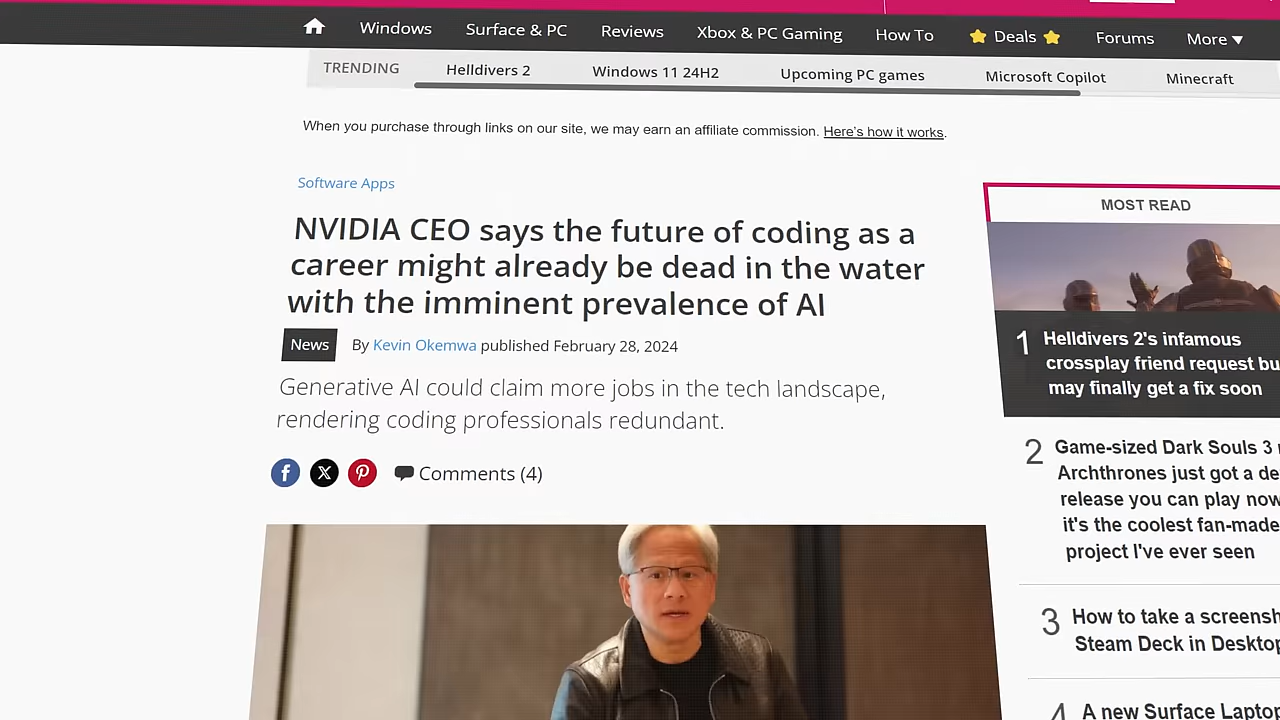 Windows Surface & PC Reviews Xbox & PC Gaming How To Deals Forums More
TRENDING Helldivers 2 Windows 11 24H2 Upcoming PC games Microsoft Copilot Minecraft
When you purchase through links on our site, we may earn an affiliate commission. Here's how it works.
Software Apps
NVIDIA CEO says the future of coding as a
career might already be dead in the water
with the imminent prevalence of AI
News By Kevin Okemwa published February 28, 2024
Generative AI could claim more jobs in the tech landscape,
rendering coding professionals redundant.
f X Comments (4)
MOST READ
1 Helldivers 2's infamous
crossplay friend request bu
may finally get a fix soon
2 Game-sized Dark Souls 3
Archthrones just got a de
release you can play now
it's the coolest fan-made
project I've ever seen
3 How to take a screensh
Steam Deck in Desktop
4 A new Surface Laptop